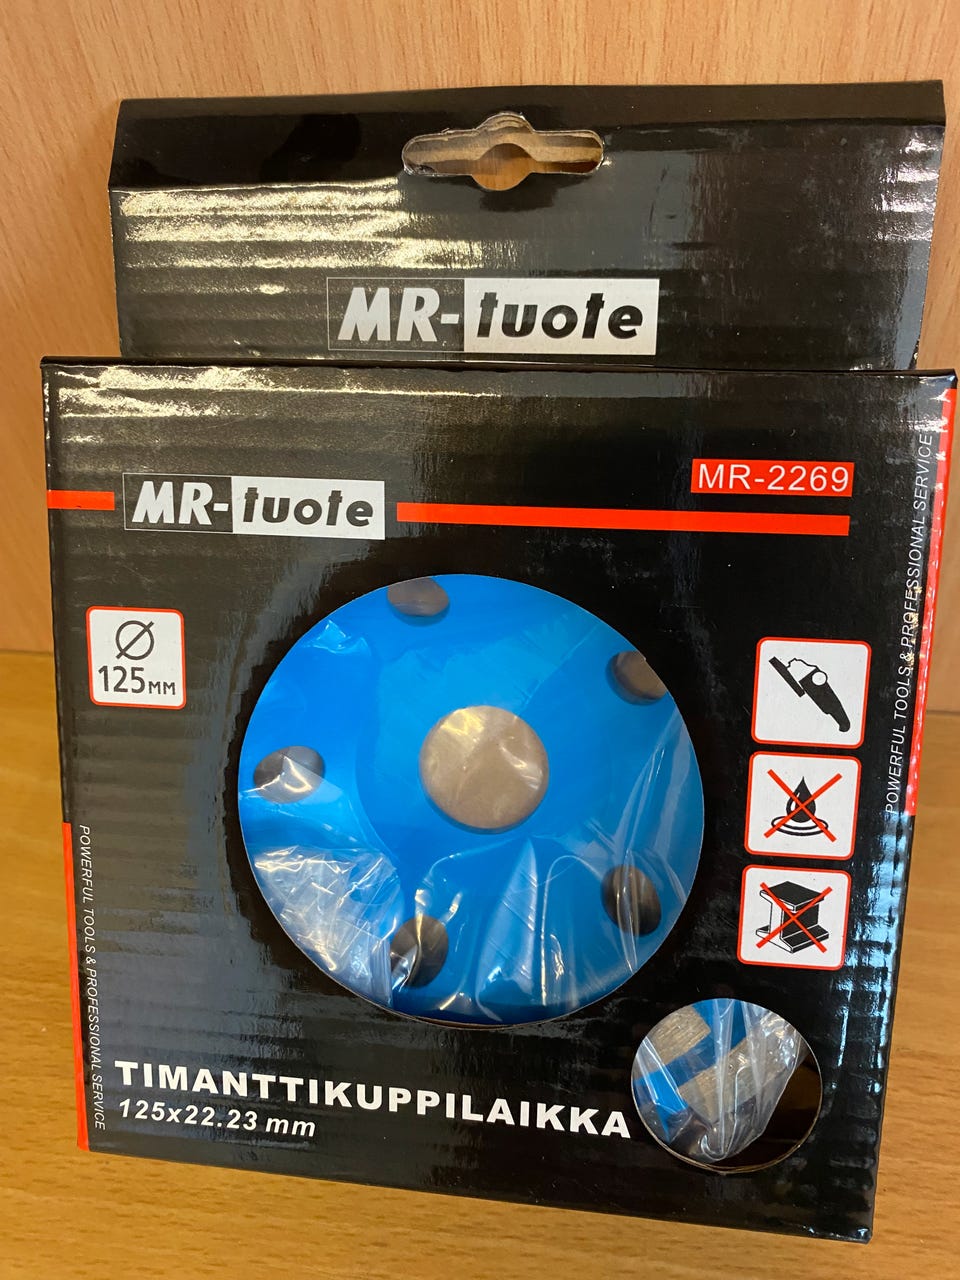 MR-tuote
MR-2269
MR-tuote
Ø
125MM
POWERFUL TOOLS & PROFESSIONAL SERVICE
POWERFUL TOOLS & PROFESSIONAL SERVICE
TIMANTTIKUPPILAIKKA
125x22.23 mm